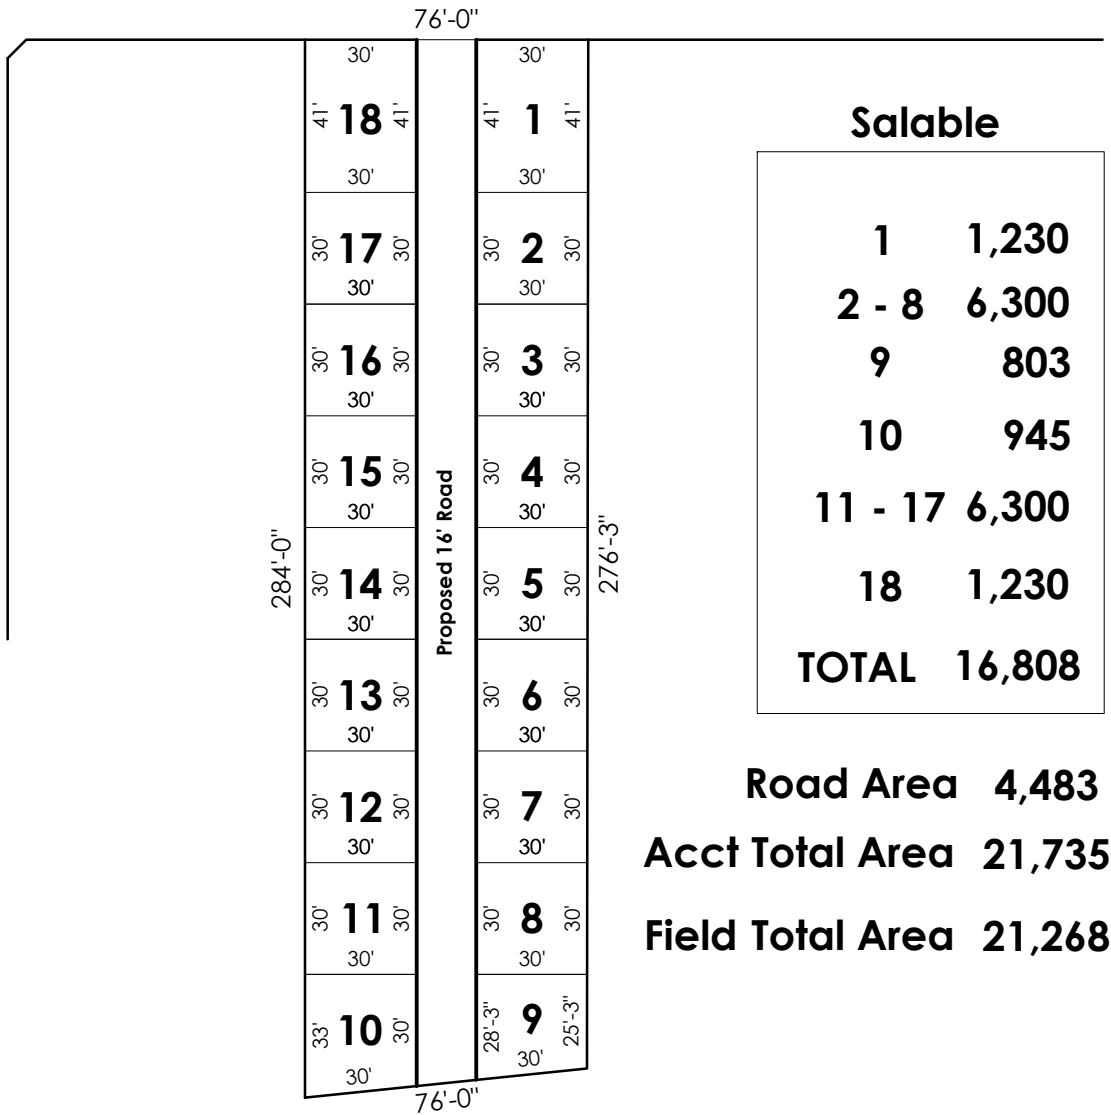 76'-0"
30' 30'
41' 18 41' 41' 1 41'
30' 30'
30' 17 30' 30' 2 30'
30' 30'
30' 16 30' 30' 3 30'
30' 30'
30' 15 30' 30' 4 30'
30' 30'
30' 14 30' 30' 5 30'
30' 30'
30' 13 30' 30' 6 30'
30' 30'
30' 12 30' 30' 7 30'
30' 30'
30' 11 30' 30' 8 30'
30' 30'
33' 10 30' 28'-3" 9 25'-3"
30' 30'
76'-0"
284'-0"
Proposed 16' Road
276'-3"
Salable
1 1,230
2 - 8 6,300
9 803
10 945
11 - 17 6,300
18 1,230
TOTAL 16,808
Road Area 4,483
Acct Total Area 21,735
Field Total Area 21,268